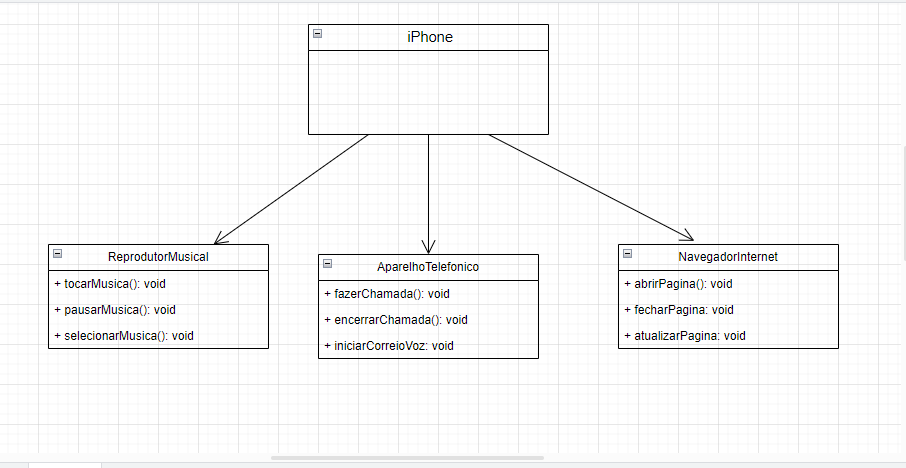 iPhone
ReprodutorMusical
+ tocarMusica(): void
+ pausarMusica(): void
+ selecionarMusica(): void
AparelhoTelefonico
+ fazerChamada(): void
+ encerrarChamada(): void
+ iniciarCorreioVoz: void
NavegadorInternet
+ abrirPagina(): void
+ fecharPagina: void
+ atualizarPagina: void